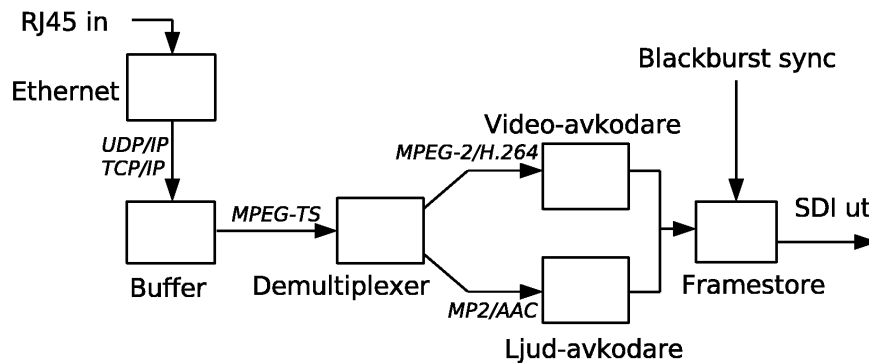 RJ45 in
Ethernet
UDP/IP
TCP/IP
Buffer
MPEG-TS
Demultiplexer
MPEG-2/H.264
Video-avkodare
MP2/AAC
Ljud-avkodare
Blackburst sync
Framestore
SDI ut